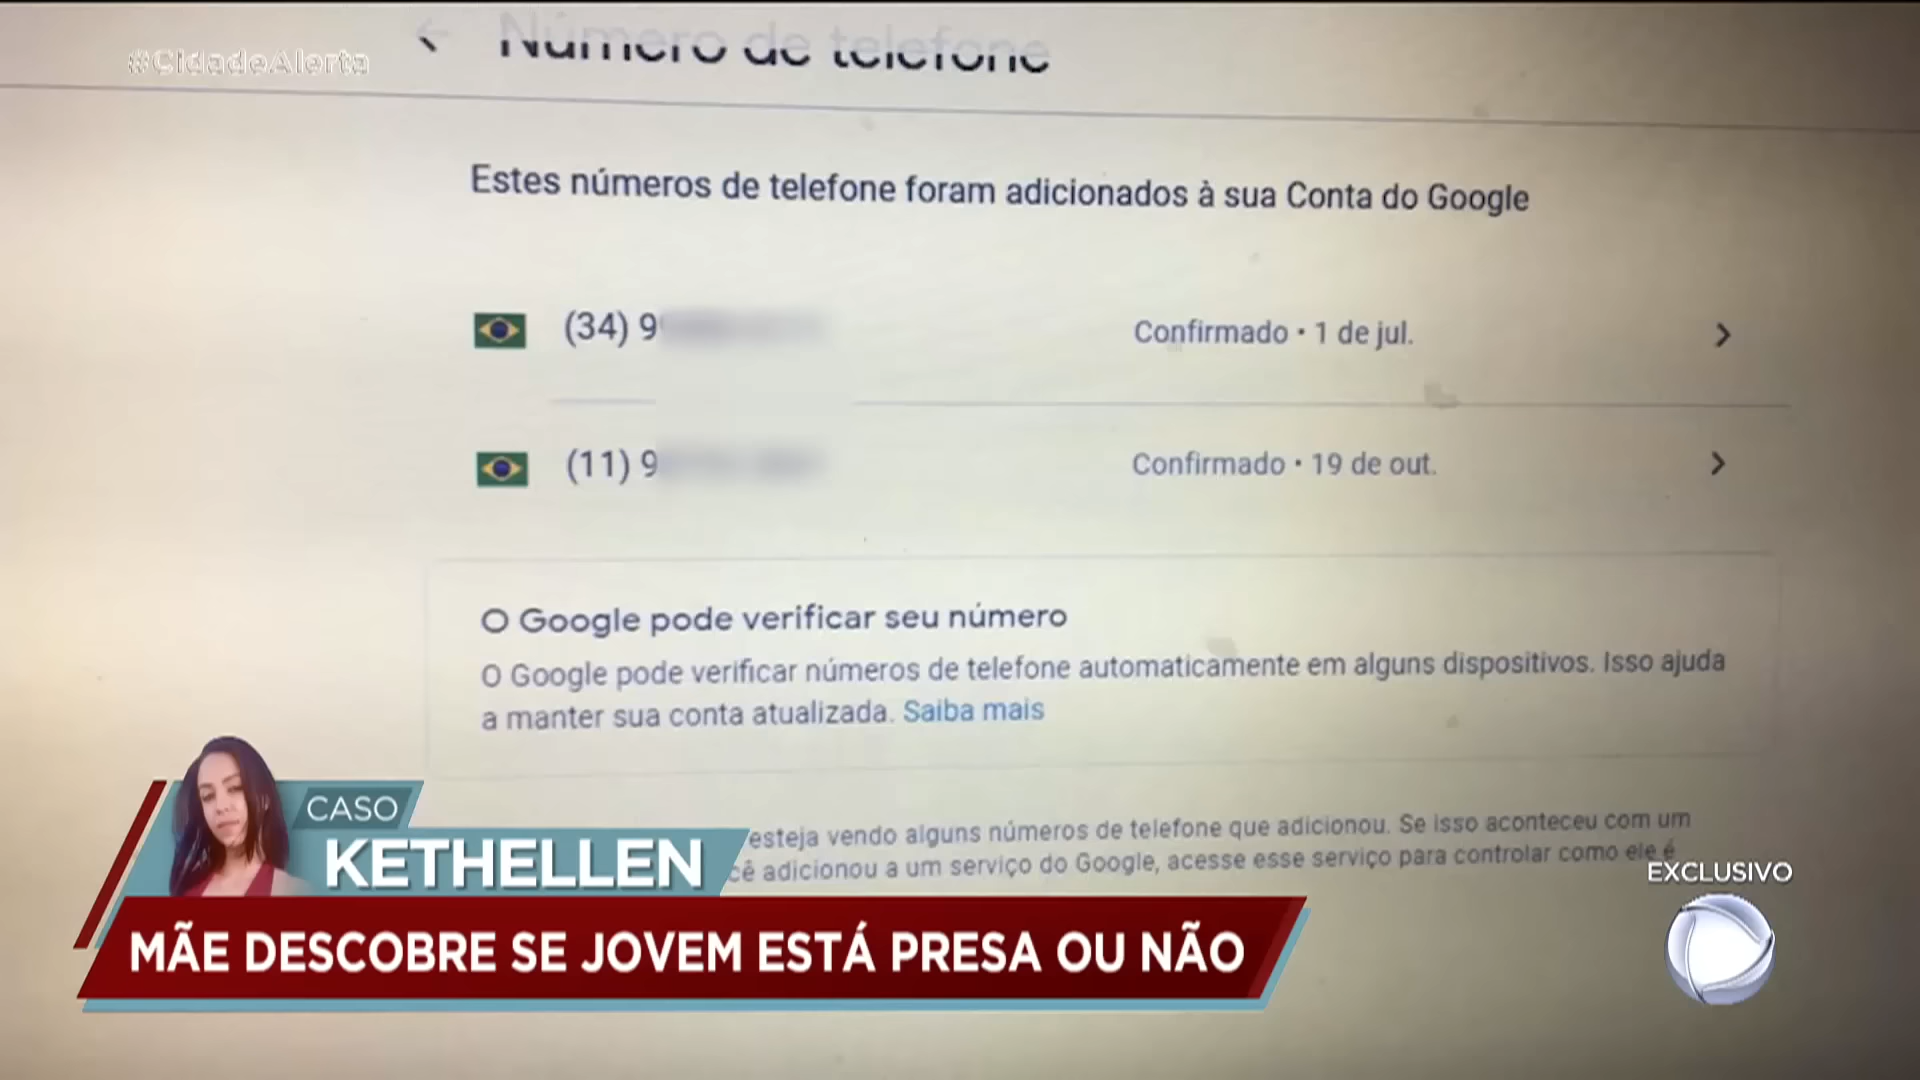 #CidadeAlerta
Número de telefone
Estes números de telefone foram adicionados à sua Conta do Google
(34) 9
Confirmado • 1 de jul.
(11) 9
Confirmado • 19 de out.
O Google pode verificar seu número
O Google pode verificar números de telefone automaticamente em alguns dispositivos. Isso ajuda
a manter sua conta atualizada. Saiba mais
esteja vendo alguns números de telefone que adicionou. Se isso aconteceu com um
cê adicionou a um serviço do Google, acesse esse serviço para controlar como ele é
CASO
KETHELLEN
MÃE DESCOBRE SE JOVEM ESTÁ PRESA OU NÃO
EXCLUSIVO